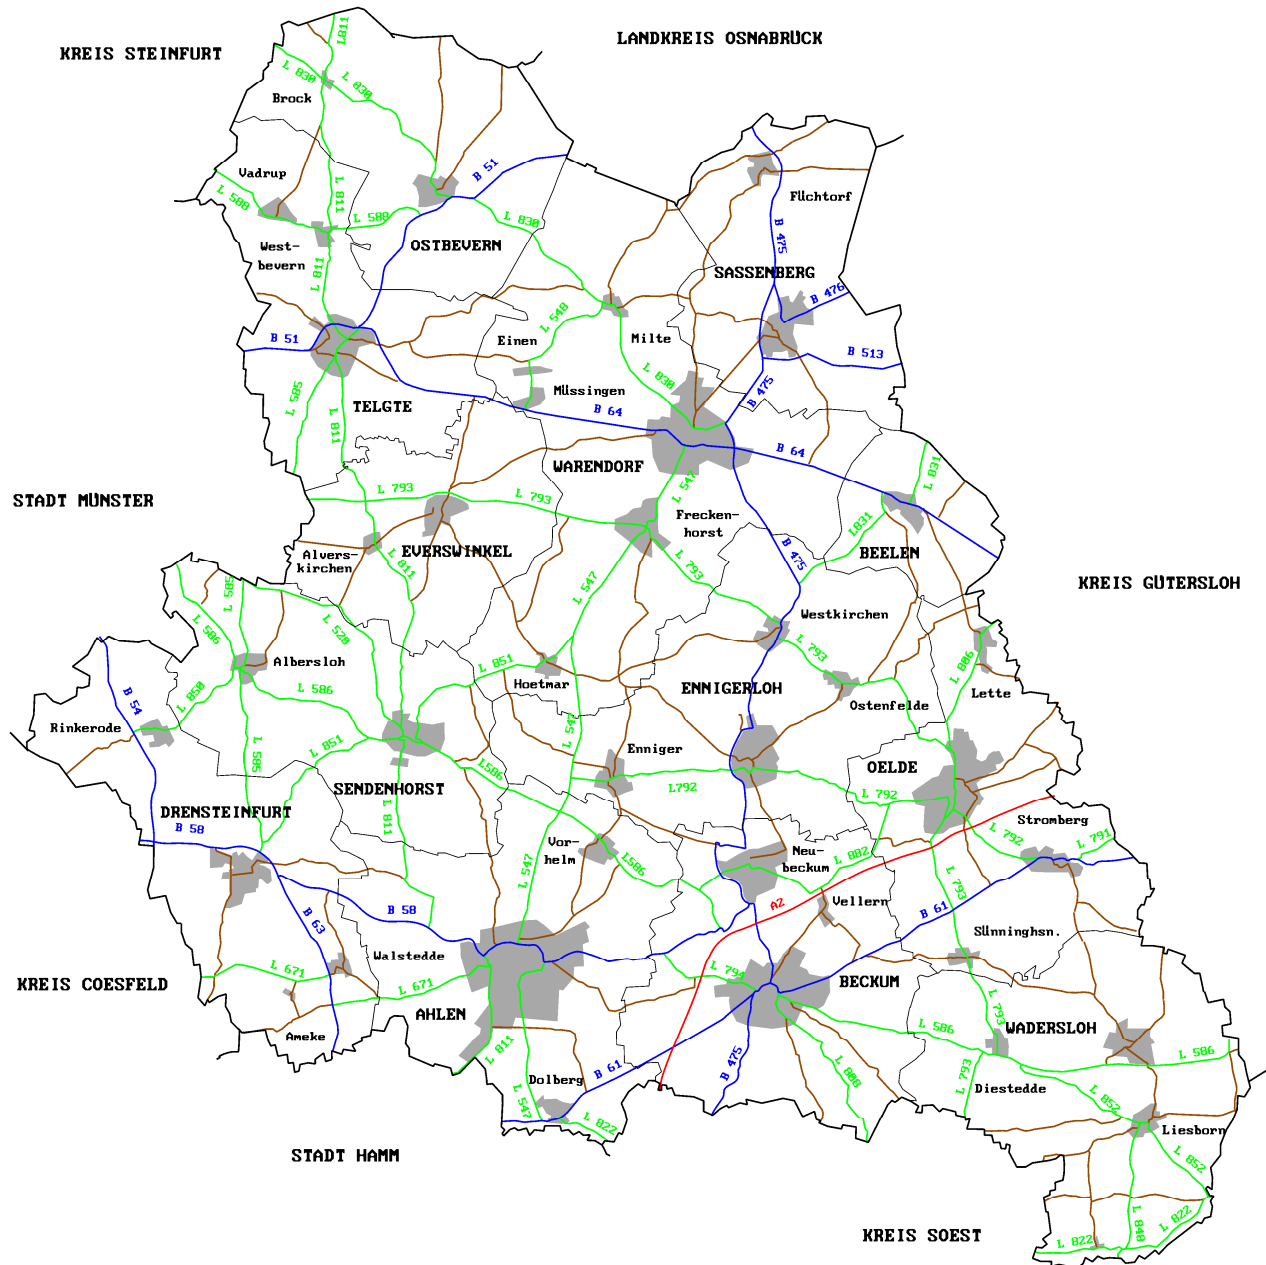 LANDKREIS OSNABRÜCK
KREIS STEINFURT
L811
L 830
L 830
Brock
Vadrup
L 588
L 811
L 588
B 51
L 830
OSTBEVERN
West-
bevern
L 811
Füchtorf
B 475
SASSENBERG
B 476
B 51
L 548
Einen
Milte
B 513
L 585
TELGTE
L 811
Müssingen
L 830
B 475
B 64
B 64
WARENDORF
L 831
STADT MÜNSTER
L 793
L 793
L 547
Frecken-
horst
L831
BEELEN
Alvers-
kirchen
EVERSWINKEL
L 811
B 475
L 793
L 547
KREIS GÜTERSLOH
L 585
L 586
L 520
Westkirchen
L 793
Albersloh
L 851
Hoetmar
L 586
L 850
B 54
Rinkerode
ENNIGERLOH
Ostenfelde
L 806
Lette
L 547
L 585
L 851
Enniger
L586
L792
OELDE
L 792
SENDENHORST
DRENSTEINFURT
B 58
L 811
Vor-
helm
L586
L 547
Neu-
beckum
L 882
Stromberg
L 792
L 791
L 793
A2
Vellern
B 61
B 58
B 63
Sünninghsn.
Walstedde
L 671
L 671
KREIS COESFELD
AHLEN
Ameke
L 794
BECKUM
L 793
WADERSLOH
L 586
L 586
L 811
B 61
B 475
L 808
L 793
Diestedde
L 852
Dolberg
L 547
L 822
Liesborn
STADT HAMM
L 852
L 822
L 848
L 822
KREIS SOEST